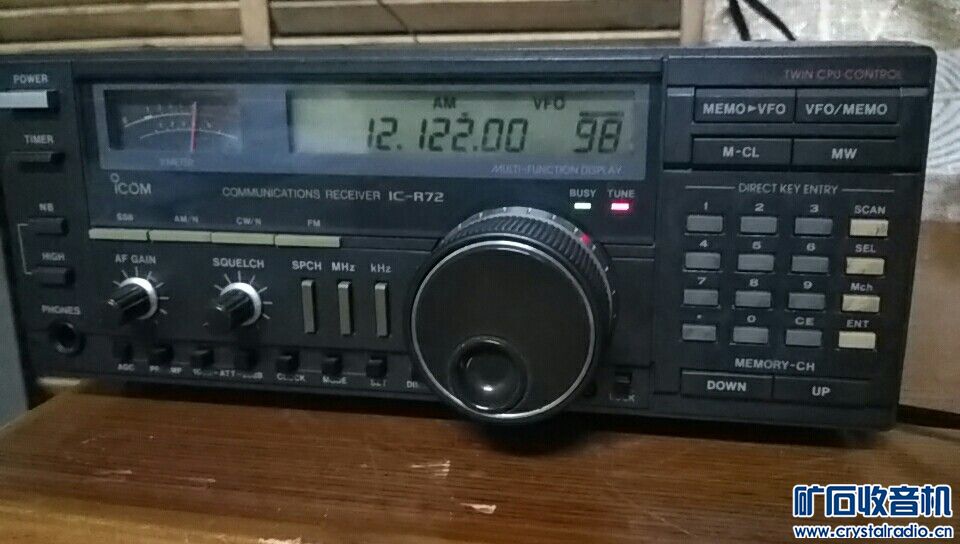 POWER
TWIN CPU CONTROL
AM VFO
12.122.00 98
MEMO▸VFO VFO/MEMO
TIMER
M-CL MW
MULTI-FUNCTION DISPLAY
ICOM
COMMUNICATIONS RECEIVER IC-R72
BUSY TUNE
DIRECT KEY ENTRY
NB
SSB AM/N CW/N FM
1 2 3 SCAN
4 5 6 SEL
HIGH
AF GAIN SQUELCH SPCH MHz kHz
7 8 9 Mch
PHONES
· 0 CE ENT
AGC
CLOCK MODE SET
MEMORY-CH
DOWN UP
LOCK
矿石收音机
www.crystalradio.cn